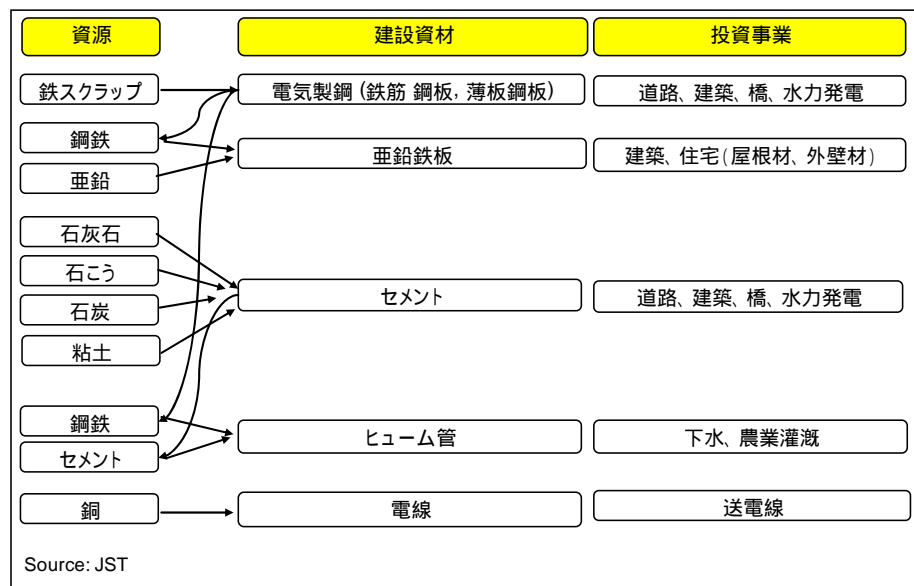 資源 建設資材 投資事業
鉄スクラップ 電気製鋼 (鉄筋 鋼板, 薄板鋼板) 道路、建築、橋、水力発電
鋼鉄
亜鉛鉄板 建築、住宅(屋根材、外壁材)
亜鉛
石灰石
石こう
セメント 道路、建築、橋、水力発電
石炭
粘土
鋼鉄
ヒューム管 下水、農業灌漑
セメント
銅 電線 送電線
Source: JST